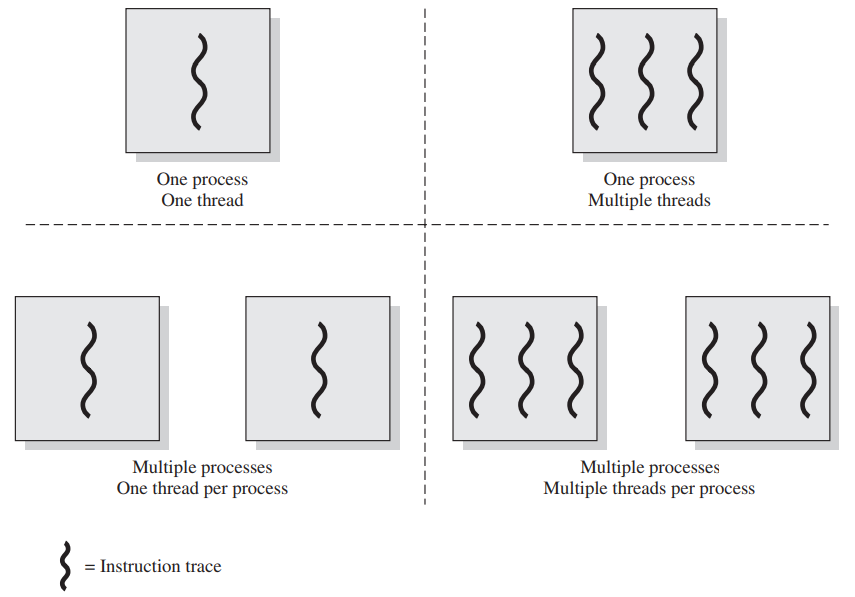 One process
One thread
One process
Multiple threads
Multiple processes
One thread per process
Multiple processes
Multiple threads per process
= Instruction trace